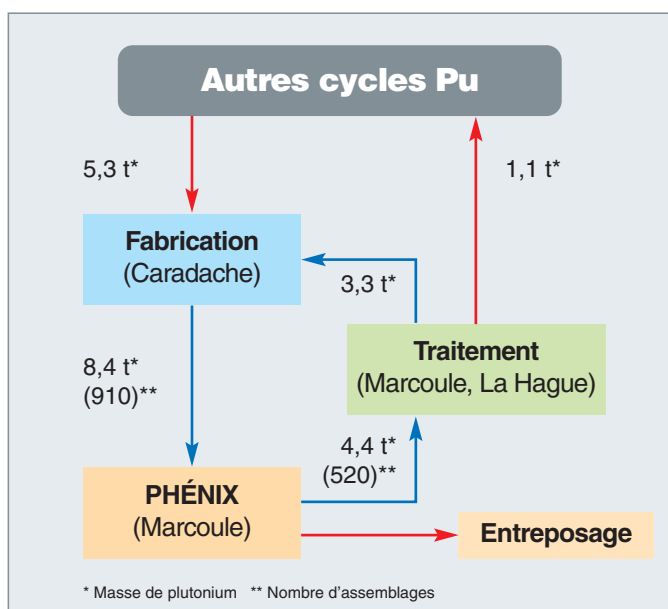 Autres cycles Pu
5,3 t*
1,1 t*
Fabrication
(Caradache)
3,3 t*
Traitement
(Marcoule, La Hague)
8,4 t*
(910)**
4,4 t*
(520)**
PHÉNIX
(Marcoule)
Entreposage
* Masse de plutonium ** Nombre d'assemblages